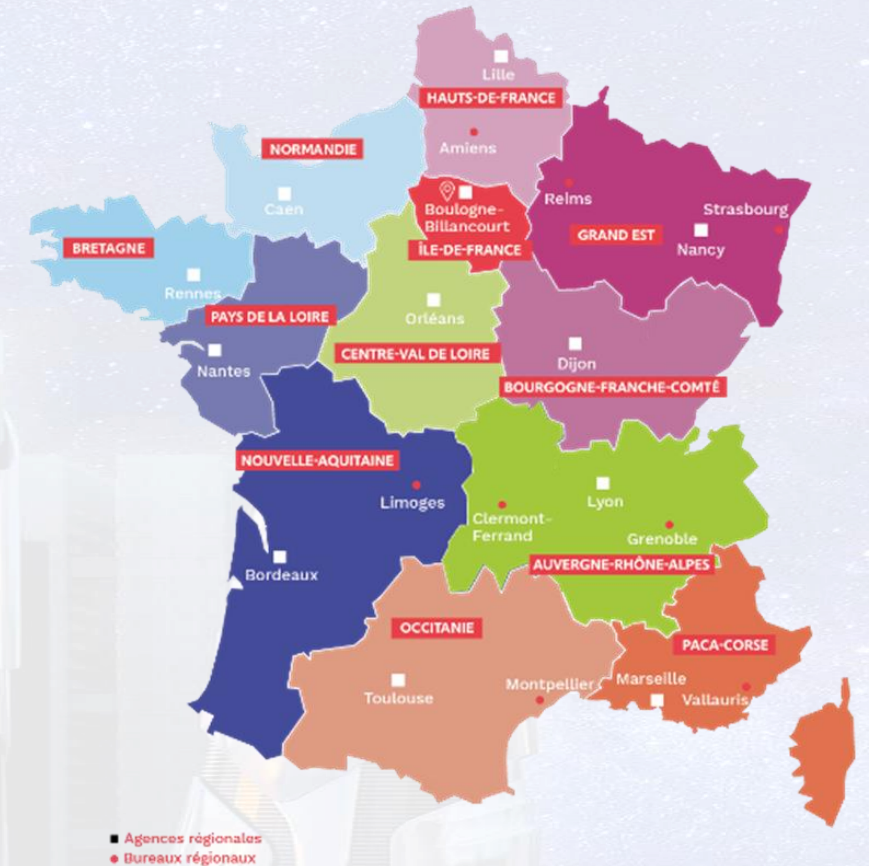 Lille
HAUTS-DE-FRANCE
Amiens
NORMANDIE
Caen
Boulogne-
Billancourt
ÎLE-DE-FRANCE
Reims
Strasbourg
GRAND EST
Nancy
BRETAGNE
Rennes
PAYS DE LA LOIRE
Nantes
Orléans
CENTRE-VAL DE LOIRE
Dijon
BOURGOGNE-FRANCHE-COMTÉ
NOUVELLE-AQUITAINE
Limoges
Bordeaux
Clermont-
Ferrand
Lyon
Grenoble
AUVERGNE-RHÔNE-ALPES
OCCITANIE
Toulouse
Montpellier
PACA-CORSE
Marseille
Vallauris
Agences régionales
Bureaux régionaux